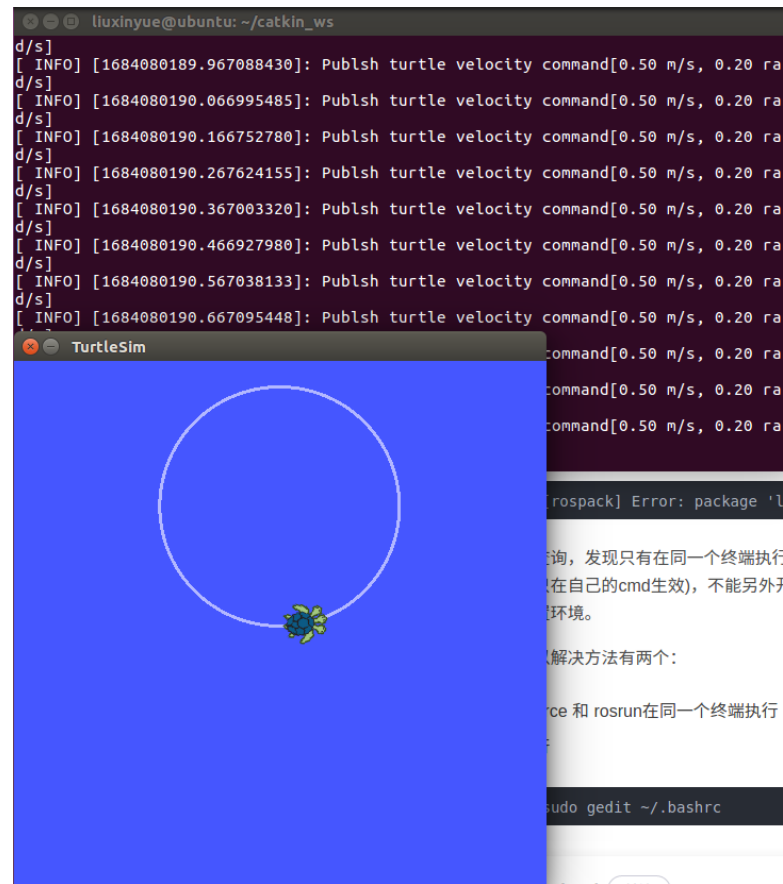 liuxinyue@ubuntu: ~/catkin_ws
d/s]
[ INFO] [1684080189.967088430]: Publsh turtle velocity command[0.50 m/s, 0.20 ra
d/s]
[ INFO] [1684080190.066995485]: Publsh turtle velocity command[0.50 m/s, 0.20 ra
d/s]
[ INFO] [1684080190.166752780]: Publsh turtle velocity command[0.50 m/s, 0.20 ra
d/s]
[ INFO] [1684080190.267624155]: Publsh turtle velocity command[0.50 m/s, 0.20 ra
d/s]
[ INFO] [1684080190.367003320]: Publsh turtle velocity command[0.50 m/s, 0.20 ra
d/s]
[ INFO] [1684080190.466927980]: Publsh turtle velocity command[0.50 m/s, 0.20 ra
d/s]
[ INFO] [1684080190.567038133]: Publsh turtle velocity command[0.50 m/s, 0.20 ra
d/s]
[ INFO] [1684080190.667095448]: Publsh turtle velocity command[0.50 m/s, 0.20 ra
TurtleSim
command[0.50 m/s, 0.20 ra
command[0.50 m/s, 0.20 ra
command[0.50 m/s, 0.20 ra
[rospack] Error: package 'l
询，发现只有在同一个终端执行
在自己的cmd生效)，不能另外开
环境。
解决方法有两个：
rce 和 rosrun在同一个终端执行
sudo gedit ~/.bashrc